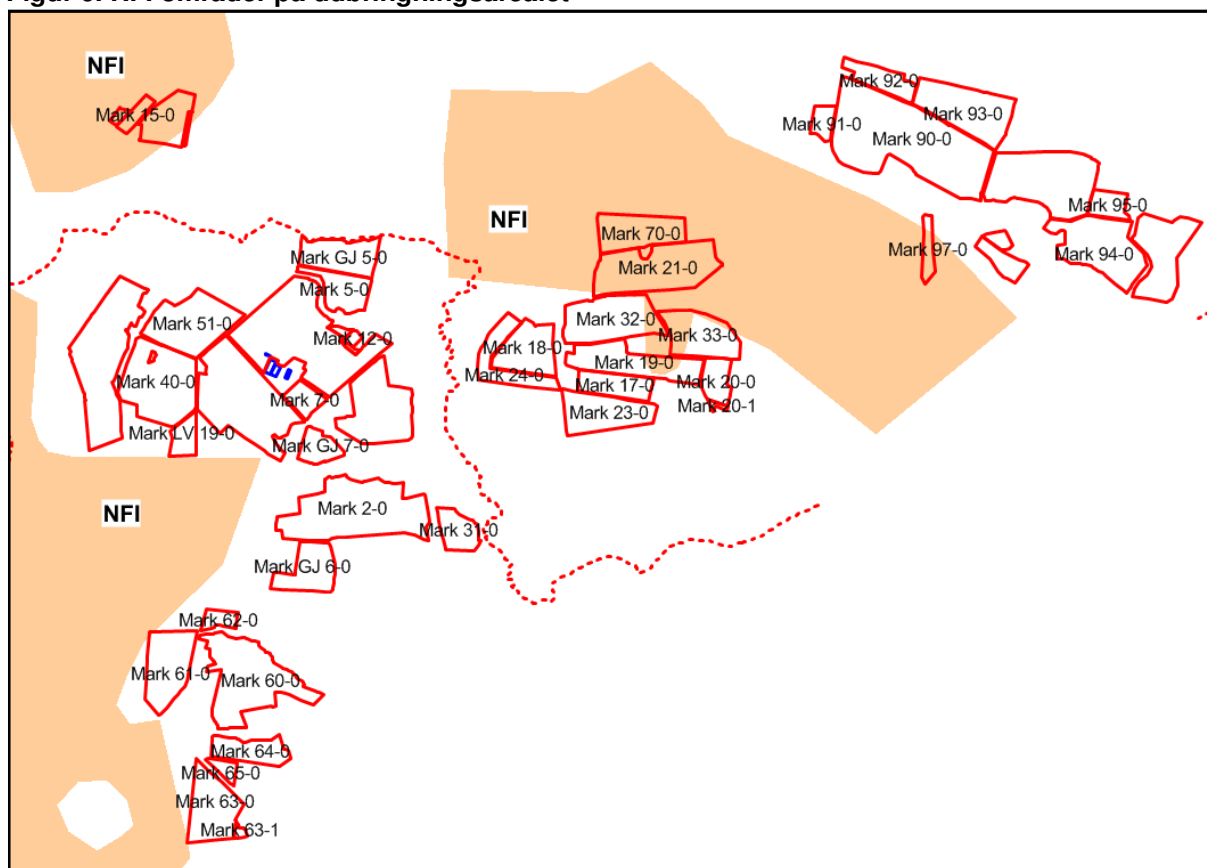 Figur 6. NFI områder på udbringningsarealet
NFI
Mark 15-0
Mark 92-0
Mark 93-0
Mark 91-0
Mark 90-0
Mark 95-0
Mark 94-0
Mark 97-0
NFI
Mark 70-0
Mark 21-0
Mark GJ 5-0
Mark 5-0
Mark 51-0
Mark 12-0
Mark 32-0
Mark 33-0
Mark 18-0
Mark 19-0
Mark 24-0
Mark 17-0
Mark 20-0
Mark 20-1
Mark 23-0
Mark 40-0
Mark 7-0
Mark LV 19-0
Mark GJ 7-0
NFI
Mark 2-0
Mark 31-0
Mark GJ 6-0
Mark 62-0
Mark 61-0
Mark 60-0
Mark 64-0
Mark 65-0
Mark 63-0
Mark 63-1